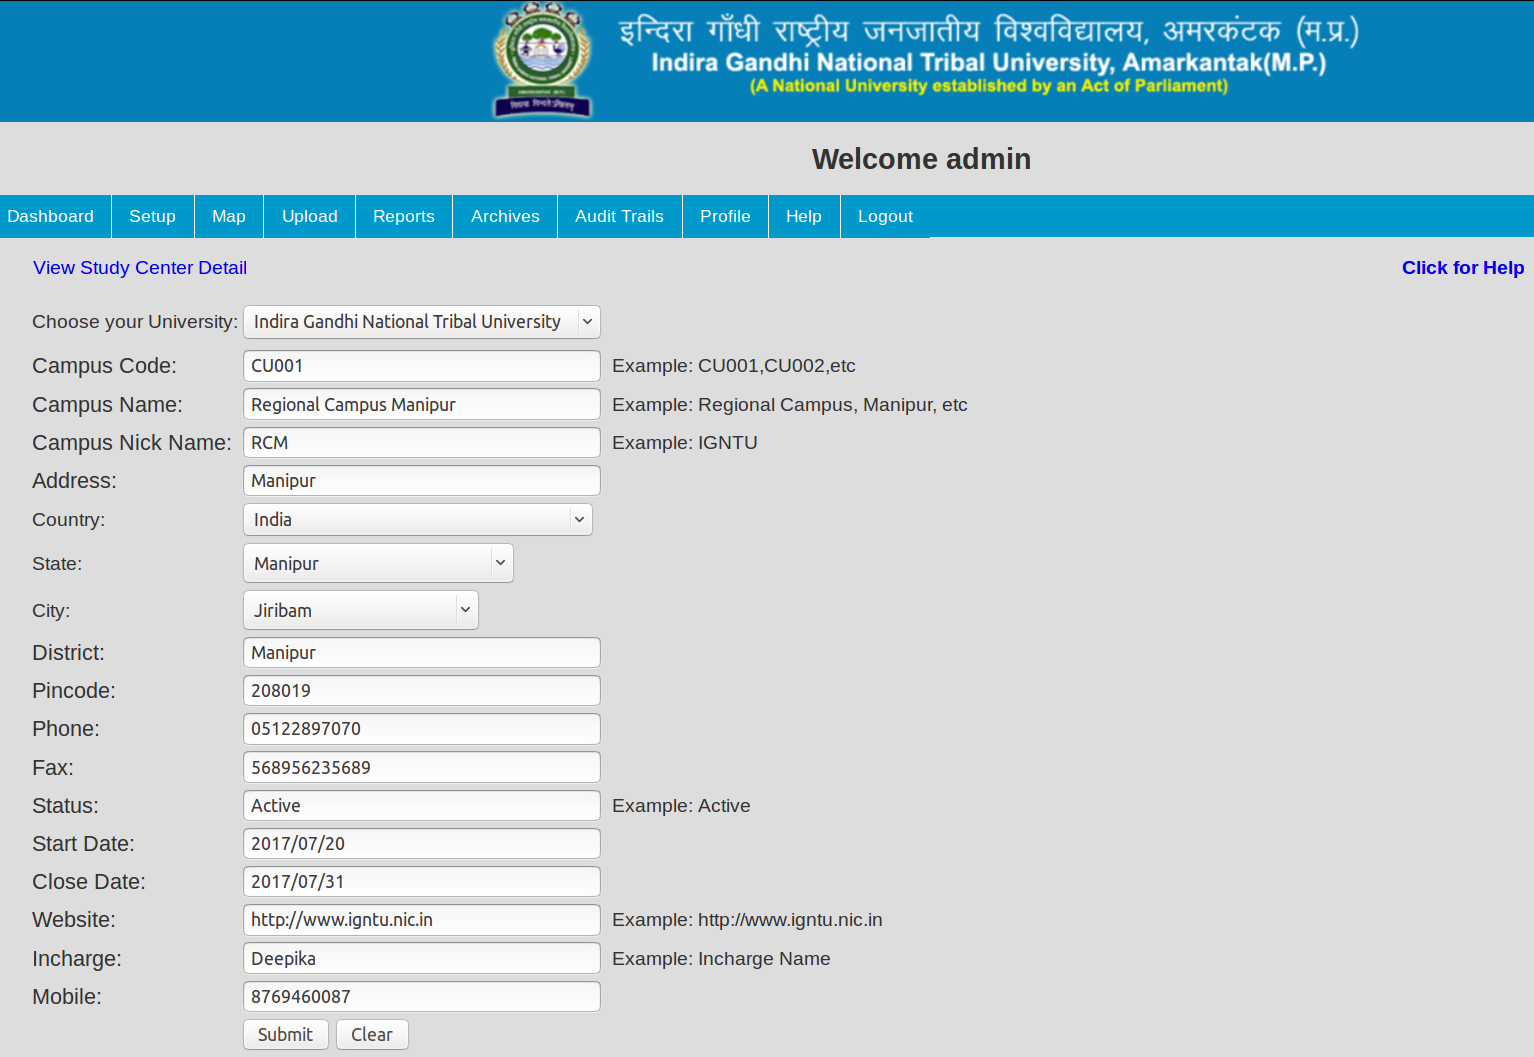 इन्दिरा गाँधी राष्ट्रीय जनजातीय विश्वविद्यालय, अमरकंटक (म.प्र.)
Indira Gandhi National Tribal University, Amarkantak(M.P.)
(A National University established by an Act of Parliament)
Welcome admin
Dashboard Setup Map Upload Reports Archives Audit Trails Profile Help Logout
View Study Center Detail Click for Help
Choose your University: Indira Gandhi National Tribal University
Campus Code: CU001 Example: CU001,CU002,etc
Campus Name: Regional Campus Manipur Example: Regional Campus, Manipur, etc
Campus Nick Name: RCM Example: IGNTU
Address: Manipur
Country: India
State: Manipur
City: Jiribam
District: Manipur
Pincode: 208019
Phone: 05122897070
Fax: 568956235689
Status: Active Example: Active
Start Date: 2017/07/20
Close Date: 2017/07/31
Website: http://www.igntu.nic.in Example: http://www.igntu.nic.in
Incharge: Deepika Example: Incharge Name
Mobile: 8769460087
Submit Clear